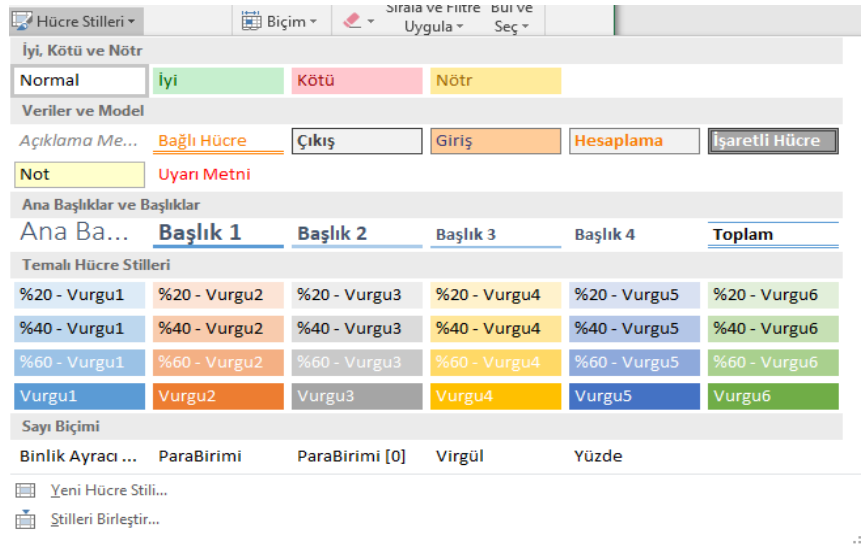 Sırala ve Filtre Bul ve
Hücre Stilleri Biçim Uygula Seç
İyi, Kötü ve Nötr
Normal İyi Kötü Nötr
Veriler ve Model
Açıklama Me... Bağlı Hücre Çıkış Giriş Hesaplama İşaretli Hücre
Not Uyarı Metni
Ana Başlıklar ve Başlıklar
Ana Ba... Başlık 1 Başlık 2 Başlık 3 Başlık 4 Toplam
Temalı Hücre Stilleri
%20 - Vurgu1 %20 - Vurgu2 %20 - Vurgu3 %20 - Vurgu4 %20 - Vurgu5 %20 - Vurgu6
%40 - Vurgu1 %40 - Vurgu2 %40 - Vurgu3 %40 - Vurgu4 %40 - Vurgu5 %40 - Vurgu6
%60 - Vurgu1 %60 - Vurgu2 %60 - Vurgu3 %60 - Vurgu4 %60 - Vurgu5 %60 - Vurgu6
Vurgu1 Vurgu2 Vurgu3 Vurgu4 Vurgu5 Vurgu6
Sayı Biçimi
Binlik Ayracı ... ParaBirimi ParaBirimi [0] Virgül Yüzde
Yeni Hücre Stili...
Stilleri Birleştir...